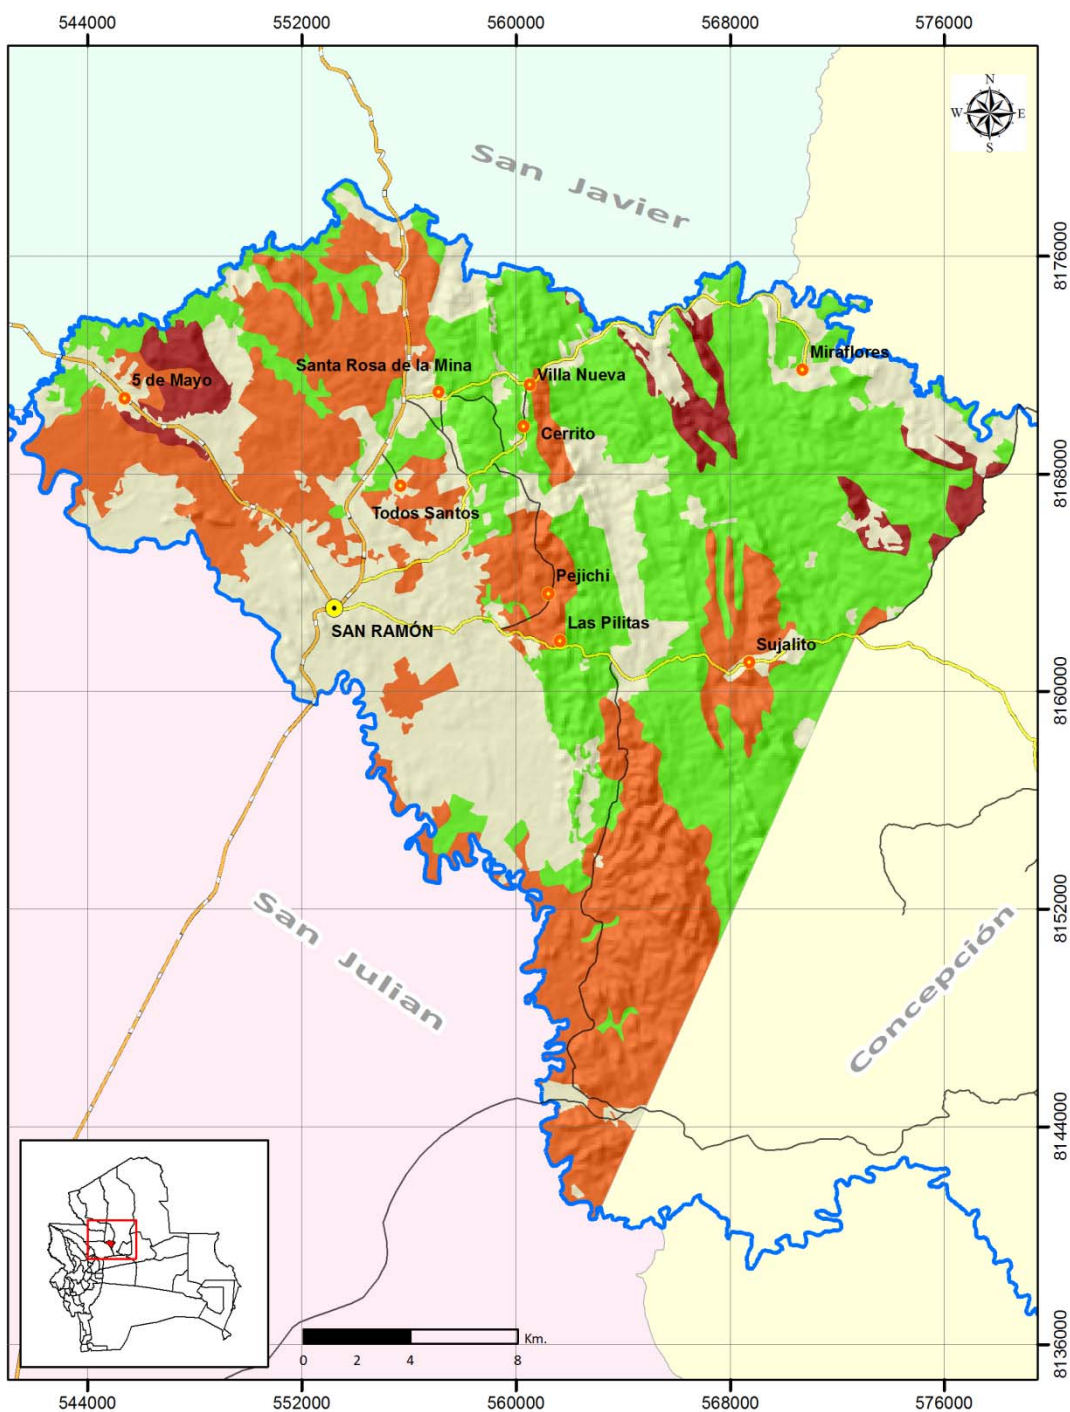 544000
552000
560000
568000
576000
N
W
E
S
San Javier
8176000
Miraflores
Santa Rosa de la Mina
Villa Nueva
5 de Mayo
Cerrito
8168000
Todos Santos
Pejichi
Las Pilitas
SAN RAMÓN
Sujalito
8160000
8152000
San Julian
Concepción
8144000
Km.
0
2
4
8
8136000
544000
552000
560000
568000
576000